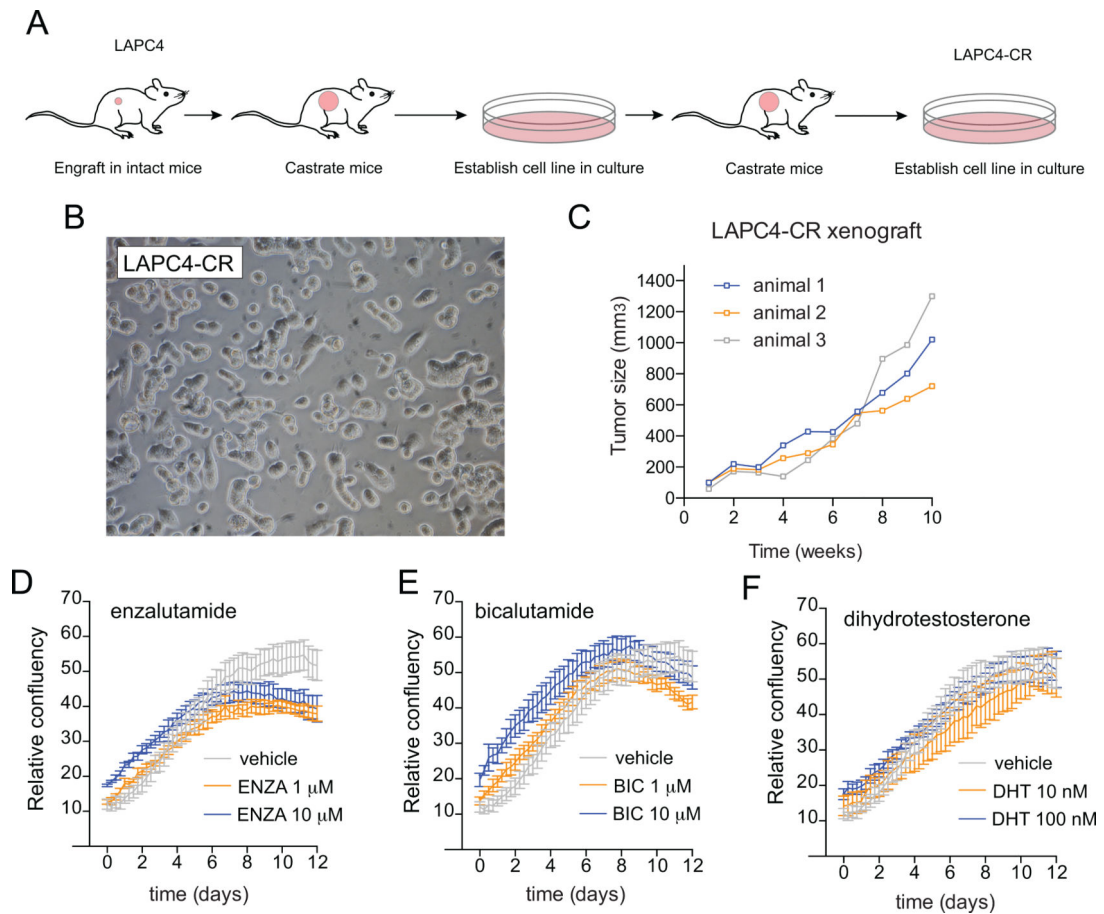 A
LAPC4
LAPC4-CR
Engraft in intact mice
Castrate mice
Establish cell line in culture
Castrate mice
Establish cell line in culture
B
LAPC4-CR
C
LAPC4-CR xenograft
1400
1200
1000
800
600
400
200
0
Tumor size (mm3)
animal 1
animal 2
animal 3
0 2 4 6 8 10
Time (weeks)
D
enzalutamide
70
60
50
40
30
20
10
Relative confluency
vehicle
ENZA 1 μM
ENZA 10 μM
0 2 4 6 8 10 12
time (days)
E
bicalutamide
70
60
50
40
30
20
10
Relative confluency
vehicle
BIC 1 μM
BIC 10 μM
0 2 4 6 8 10 12
time (days)
F
dihydrotestosterone
70
60
50
40
30
20
10
Relative confluency
vehicle
DHT 10 nM
DHT 100 nM
0 2 4 6 8 10 12
time (days)